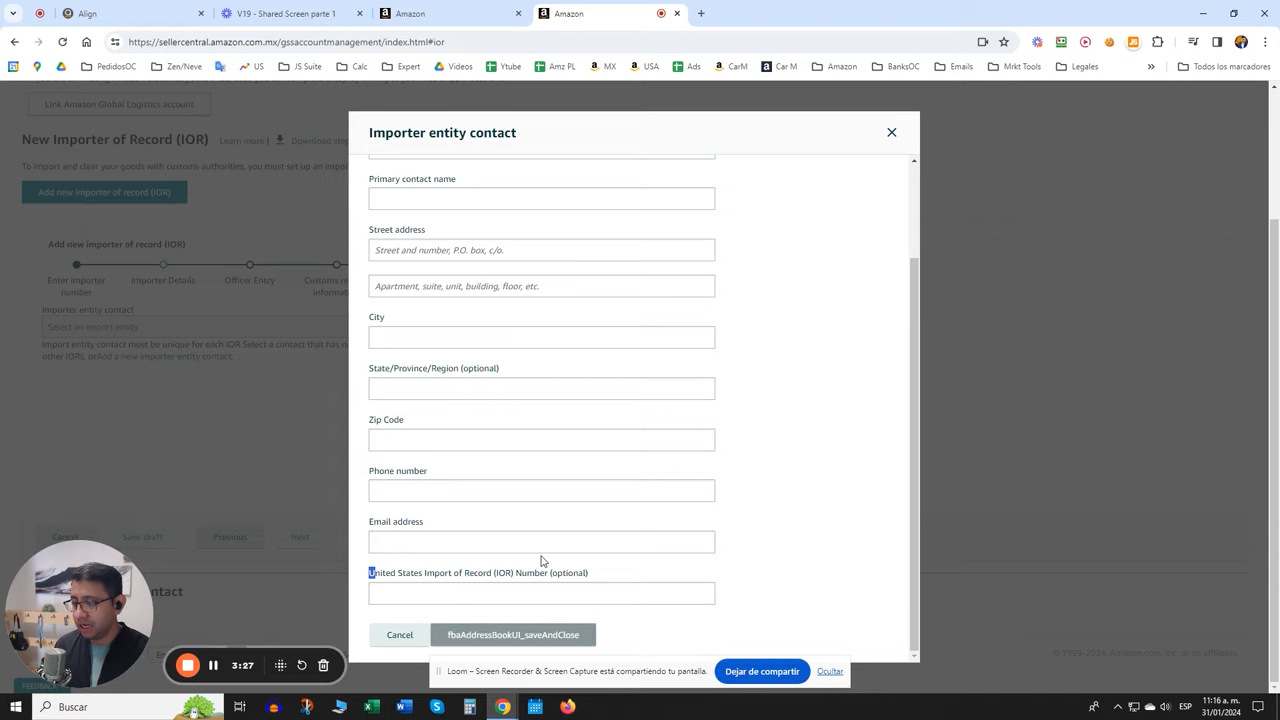 Align
V19 - Shared Screen parte 1
Amazon
Amazon
https://sellercentral.amazon.com.mx/gssaccountmanagement/index.html#ior
PedidosOC
Zen/Neve
US
JS Suite
Calc
Expert
Videos
Ytube
Amz PL
MX
USA
Ads
CarM
Car M
Amazon
BanksOC
Emails
Mrkt Tools
Legales
»
Todos los marcadores
Link Amazon Global Logistics account
New Importer of Record (IOR)
Learn more |
Download step
To import and clear your goods with customs authorities, you must set up an impor
Add new importer of record (IOR)
Add new importer of record (IOR)
Enter importer number
Importer Details
Officer Entry
Customs re
informati
Importer entity contact
Select an import entity
Import entity contact must be unique for each IOR.Select a contact that has no
other IORs, orAdd a new importer entity contact.
Cancel
Save draft
Previous
Next
Importer entity contact
Primary contact name
Street address
Street and number, P.O. box, c/o.
Apartment, suite, unit, building, floor, etc.
City
State/Province/Region (optional)
Zip Code
Phone number
Email address
United States Import of Record (IOR) Number (optional)
Cancel
fbaAddressBookUI_saveAndClose
ntact
© 1999-2024, Amazon.com, Inc. or its affiliates.
3:27
Loom – Screen Recorder & Screen Capture está compartiendo tu pantalla.
Dejar de compartir
Ocultar
FEEDBACK
Buscar
ESP
11:16 a. m.
31/01/2024